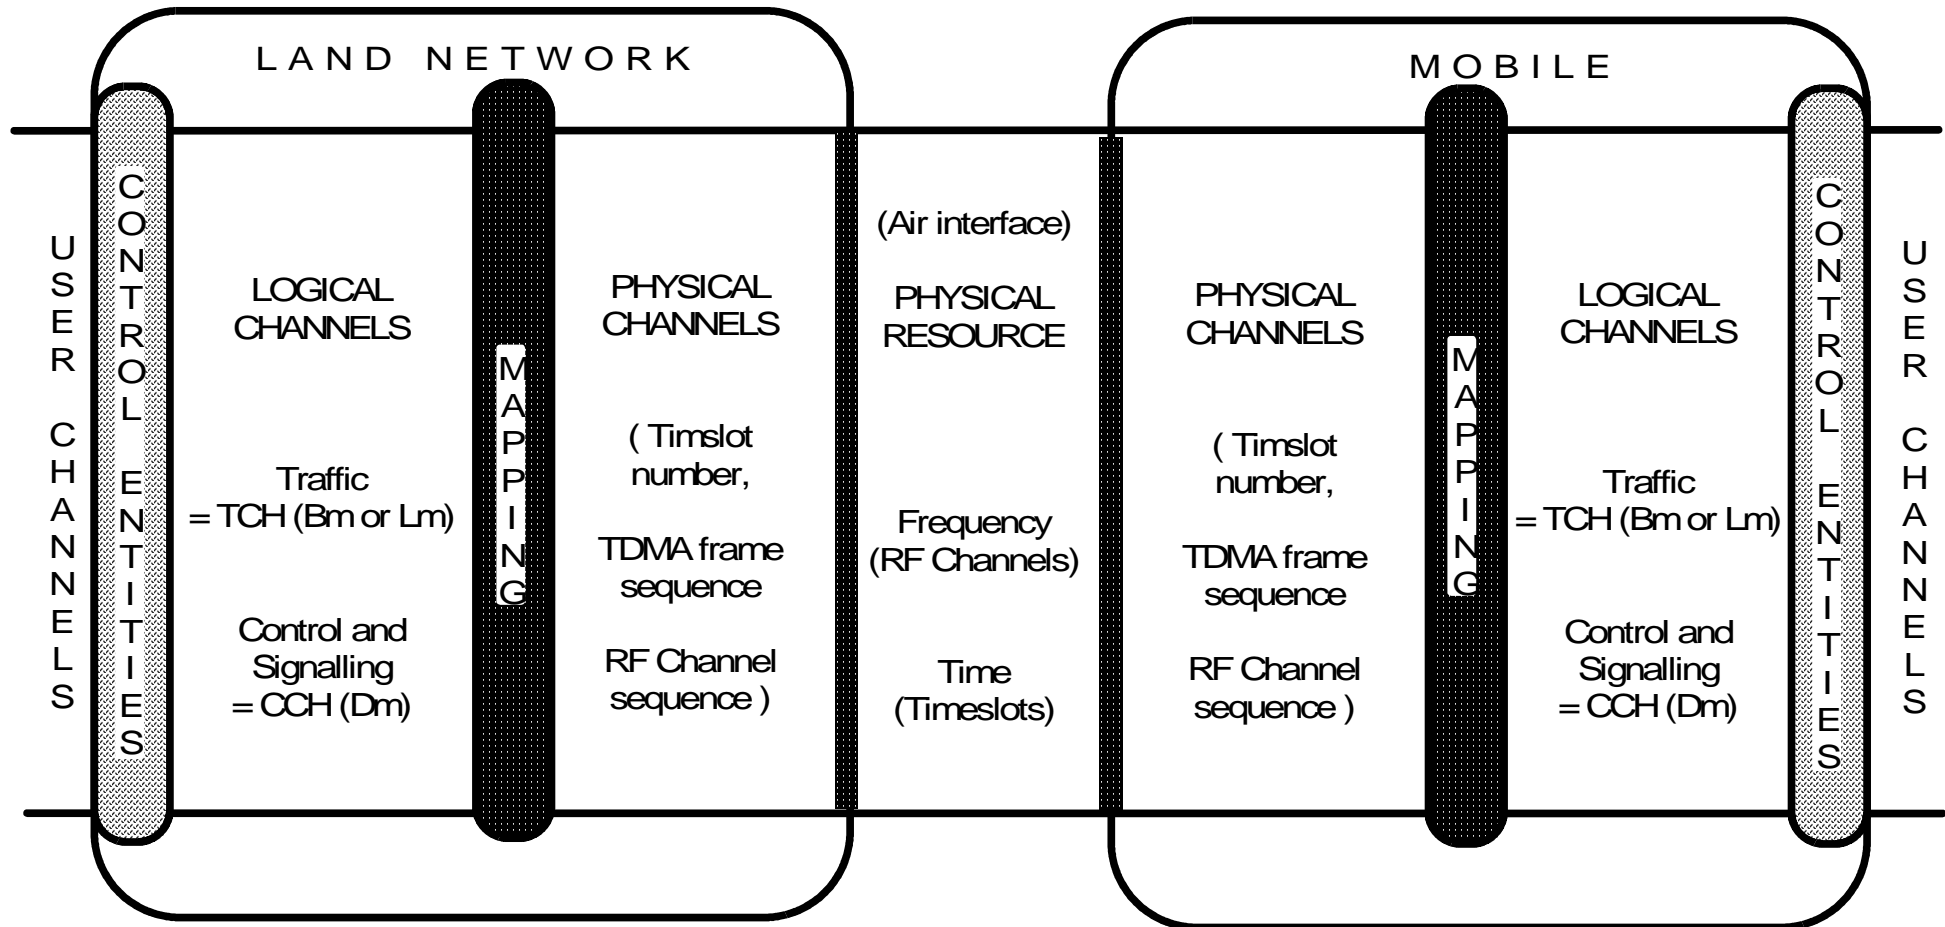 LAND NETWORK
MOBILE
USER CHANNELS
CONTROL ENTITIES
LOGICAL
CHANNELS
Traffic
= TCH (Bm or Lm)
Control and
Signalling
= CCH (Dm)
MAPPING
PHYSICAL
CHANNELS
( Timslot
number,
TDMA frame
sequence
RF Channel
sequence )
(Air interface)
PHYSICAL
RESOURCE
Frequency
(RF Channels)
Time
(Timeslots)
PHYSICAL
CHANNELS
( Timslot
number,
TDMA frame
sequence
RF Channel
sequence )
MAPPING
LOGICAL
CHANNELS
Traffic
= TCH (Bm or Lm)
Control and
Signalling
= CCH (Dm)
CONTROL ENTITIES
USER CHANNELS